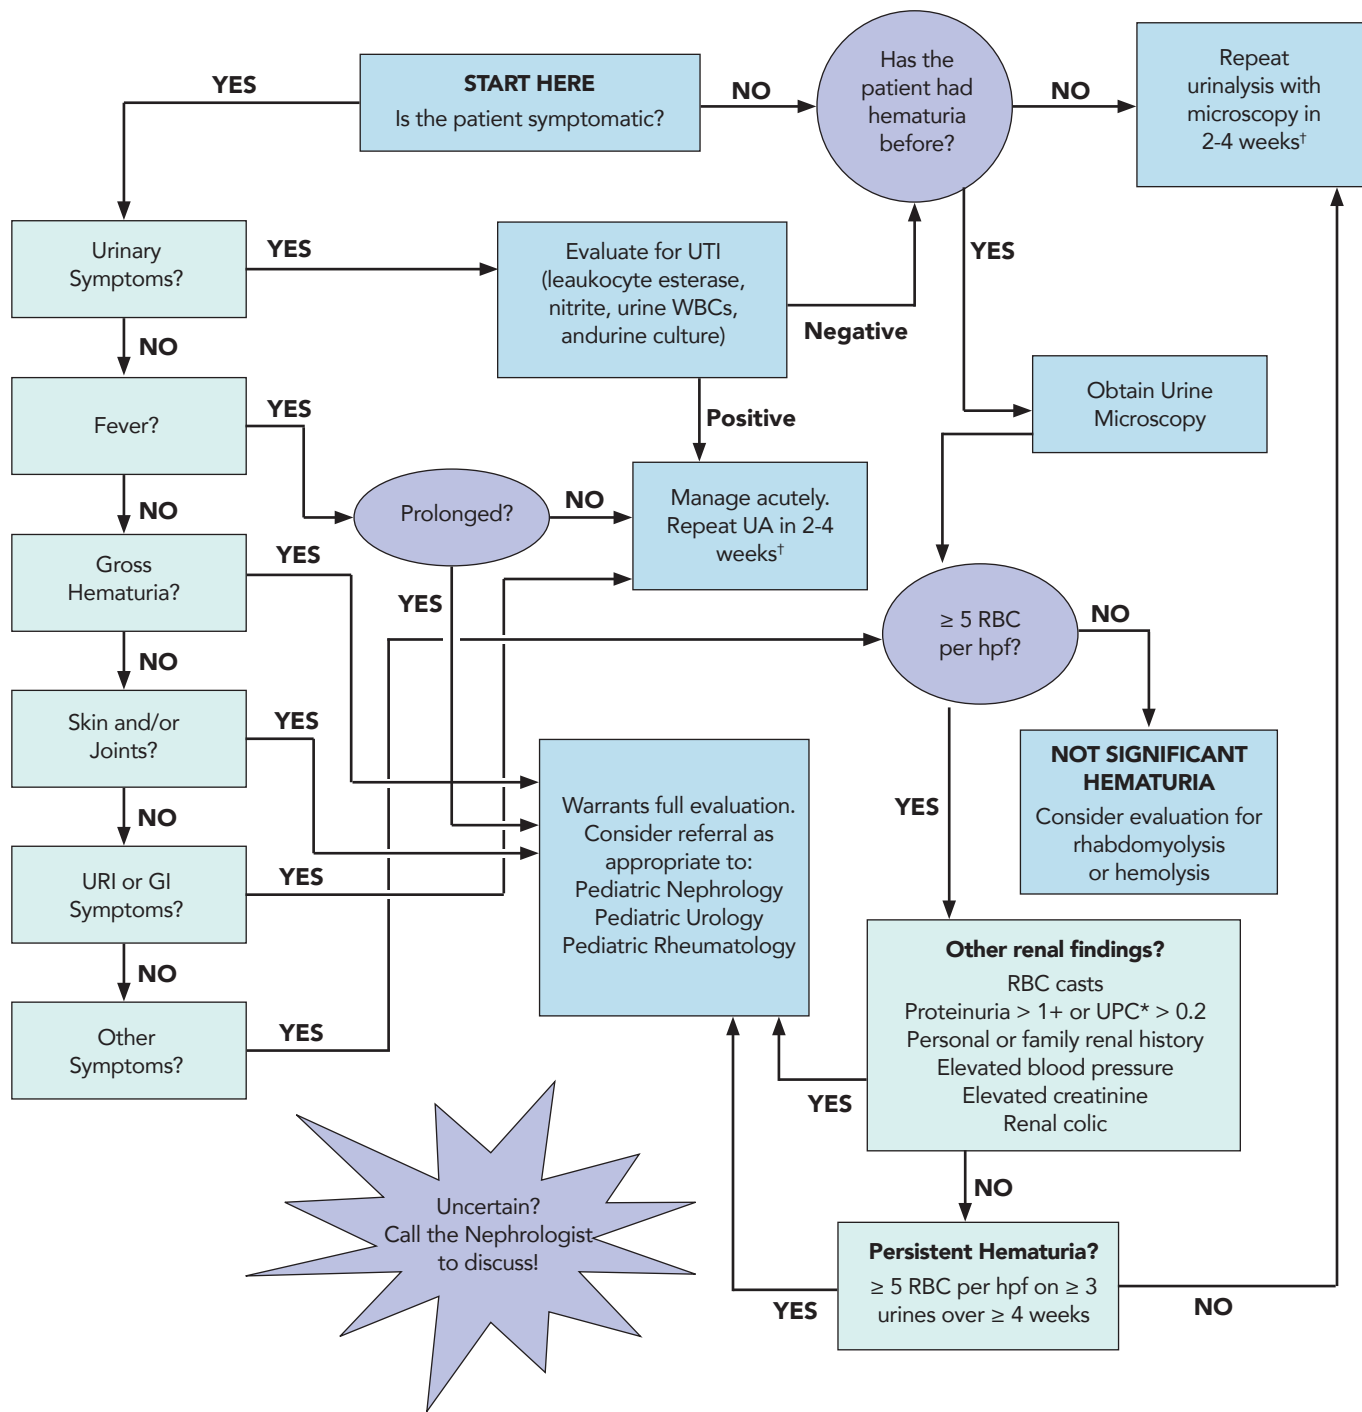 START HERE
Is the patient symptomatic?
YES
NO
Has the
patient had
hematuria
before?
NO
Repeat
urinalysis with
microscopy in
2-4 weeks†
YES
Urinary
Symptoms?
YES
Evaluate for UTI
(leaukocyte esterase,
nitrite, urine WBCs,
andurine culture)
Negative
Positive
NO
Obtain Urine
Microscopy
Fever?
YES
Prolonged?
NO
Manage acutely.
Repeat UA in 2-4
weeks†
YES
NO
Gross
Hematuria?
YES
≥ 5 RBC
per hpf?
NO
NO
Skin and/or
Joints?
YES
NOT SIGNIFICANT
HEMATURIA
Consider evaluation for
rhabdomyolysis
or hemolysis
YES
Warrants full evaluation.
Consider referral as
appropriate to:
Pediatric Nephrology
Pediatric Urology
Pediatric Rheumatology
NO
URI or GI
Symptoms?
YES
NO
Other
Symptoms?
YES
Other renal findings?
RBC casts
Proteinuria > 1+ or UPC* > 0.2
Personal or family renal history
Elevated blood pressure
Elevated creatinine
Renal colic
YES
NO
Uncertain?
Call the Nephrologist
to discuss!
Persistent Hematuria?
≥ 5 RBC per hpf on ≥ 3
urines over ≥ 4 weeks
YES
NO